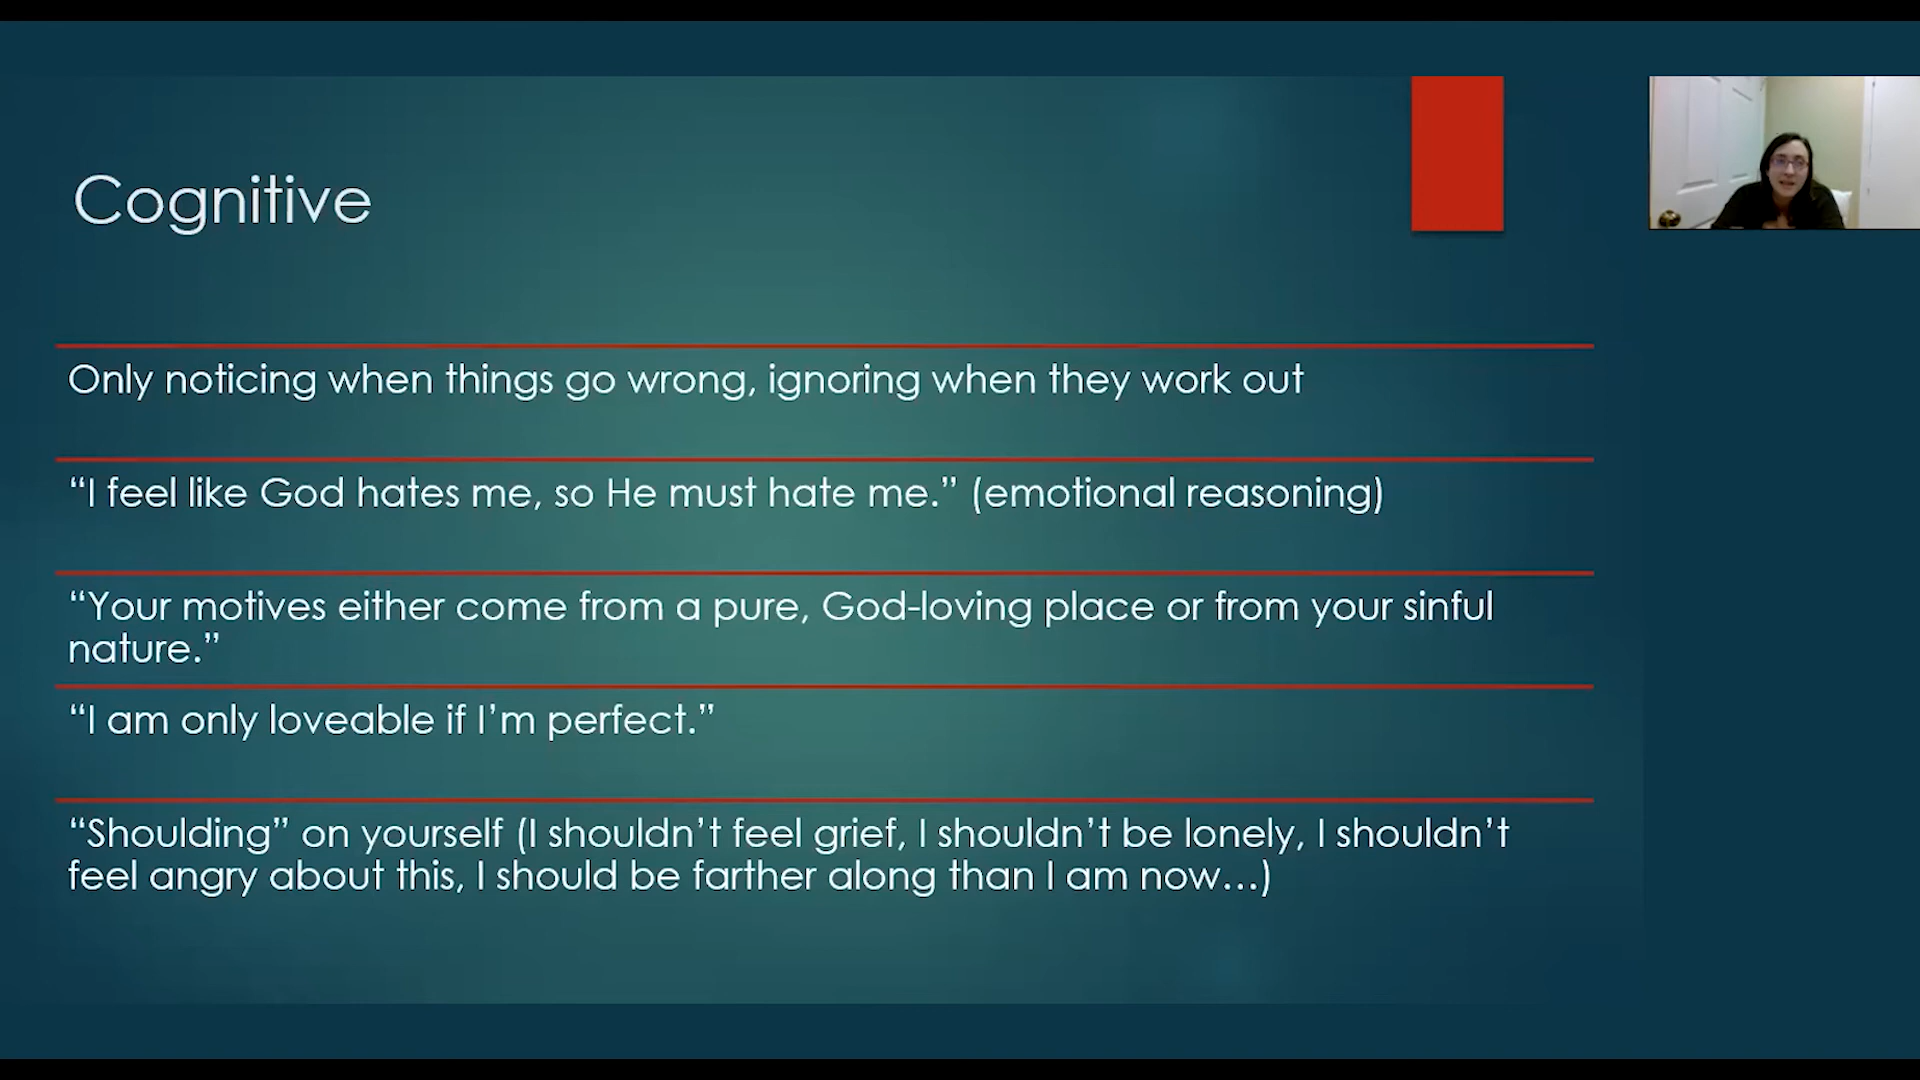 Cognitive
Only noticing when things go wrong, ignoring when they work out
“I feel like God hates me, so He must hate me.” (emotional reasoning)
“Your motives either come from a pure, God-loving place or from your sinful
nature.”
“I am only loveable if I’m perfect.”
“Shoulding” on yourself (I shouldn’t feel grief, I shouldn’t be lonely, I shouldn’t
feel angry about this, I should be farther along than I am now…)